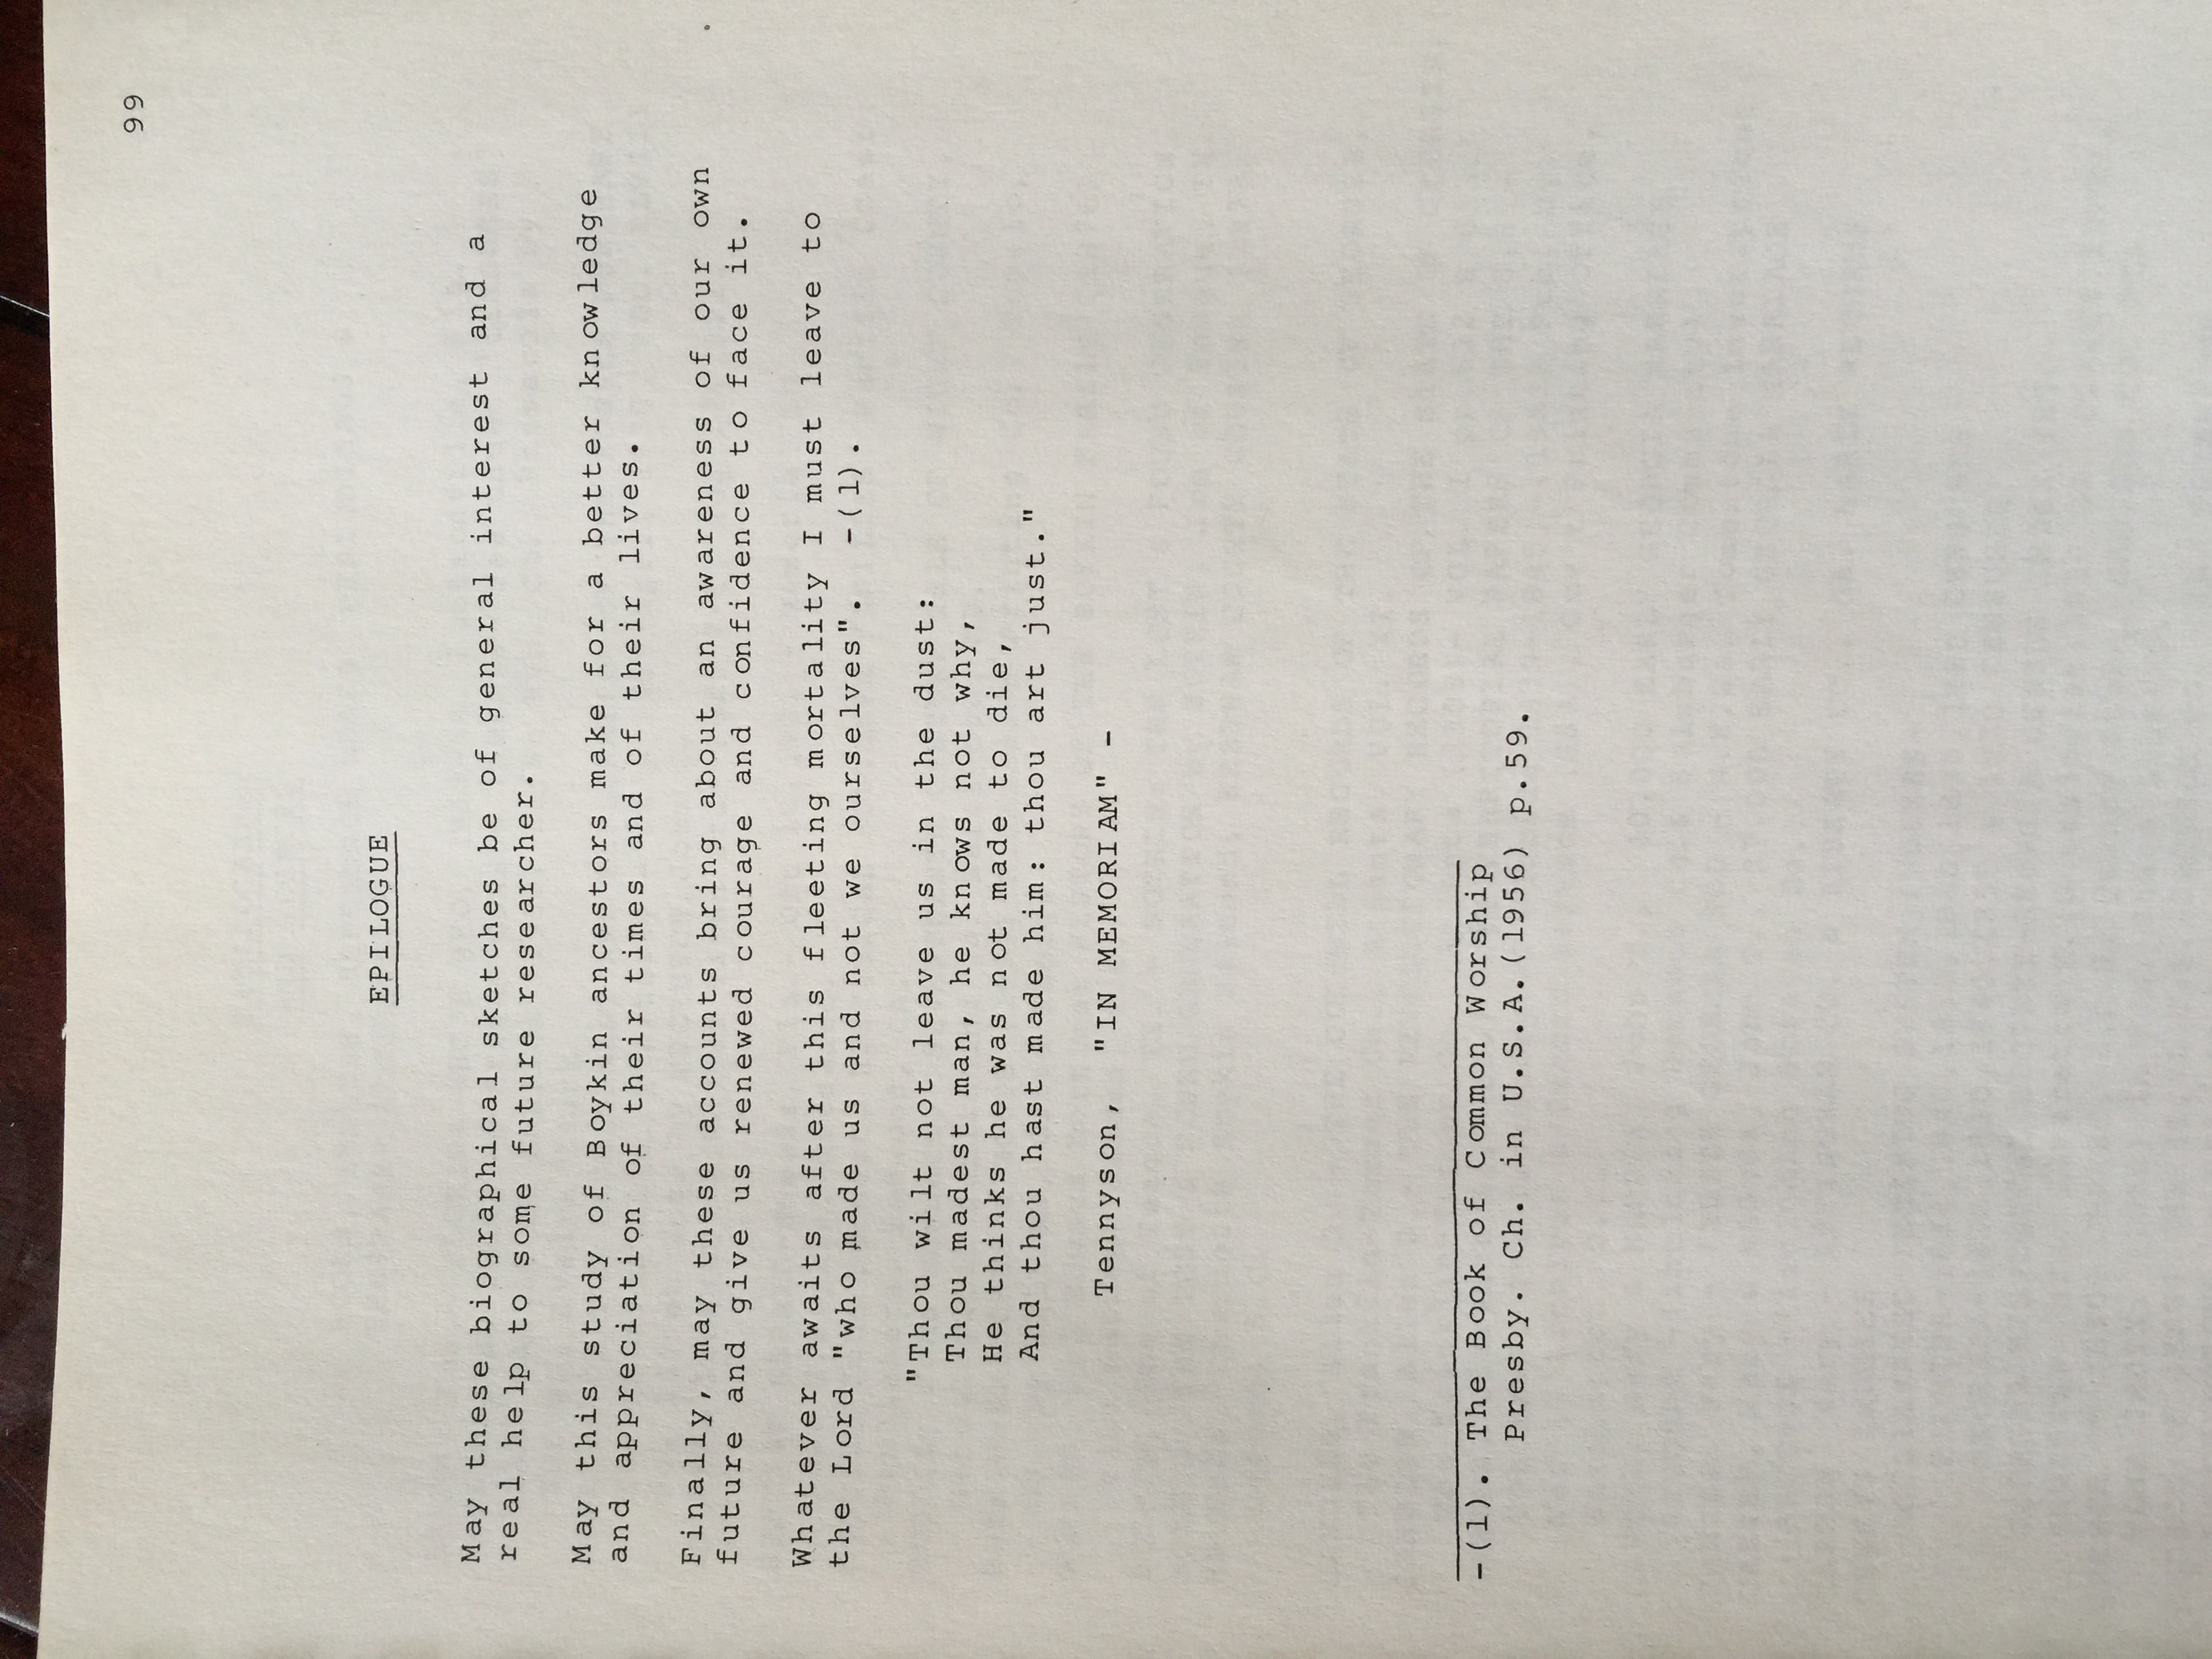 99
EPILOGUE
May these biographical sketches be of general interest and a
real help to some future researcher.
May this study of Boykin ancestors make for a better knowledge
and appreciation of their times and of their lives.
Finally, may these accounts bring about an awareness of our own
future and give us renewed courage and confidence to face it.
Whatever awaits after this fleeting mortality I must leave to
the Lord "who made us and not we ourselves". -(1).
"Thou wilt not leave us in the dust:
Thou madest man, he knows not why,
He thinks he was not made to die,
And thou hast made him: thou art just."
Tennyson, "IN MEMORIAM" -
-(1). The Book of Common Worship
Presby. Ch. in U.S.A.(1956) p.59.